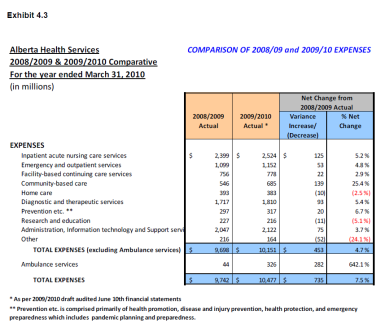 Exhibit 4.3
Alberta Health Services COMPARISON OF 2008/09 and 2009/10 EXPENSES
2008/2009 & 2009/2010 Comparative
For the year ended March 31, 2010
(in millions)
Net Change from
2008/2009 Actual
2008/2009 2009/2010 Variance % Net
Actual Actual * Increase/ Change
(Decrease)
EXPENSES
Inpatient acute nursing care services $ 2,399 $ 2,524 $ 125 5.2 %
Emergency and outpatient services 1,099 1,152 53 4.8 %
Facility-based continuing care services 756 778 22 2.9 %
Community-based care 546 685 139 25.4 %
Home care 393 383 (10) (2.5 %)
Diagnostic and therapeutic services 1,717 1,810 93 5.4 %
Prevention etc. ** 297 317 20 6.7 %
Research and education 227 216 (11) (5.1 %)
Administration, Information technology and Support servi 2,047 2,122 75 3.7 %
Other 216 164 (52) (24.1 %)
TOTAL EXPENSES (excluding Ambulance services) $ 9,698 $ 10,151 $ 453 4.7 %
Ambulance services 44 326 282 642.1 %
TOTAL EXPENSES $ 9,742 $ 10,477 $ 735 7.5 %
* As per 2009/2010 draft audited June 10th financial statements
** Prevention etc. is comprised primarily of health promotion, disease and injury prevention, health protection, and emergency
preparedness which includes pandemic planning and preparedness.